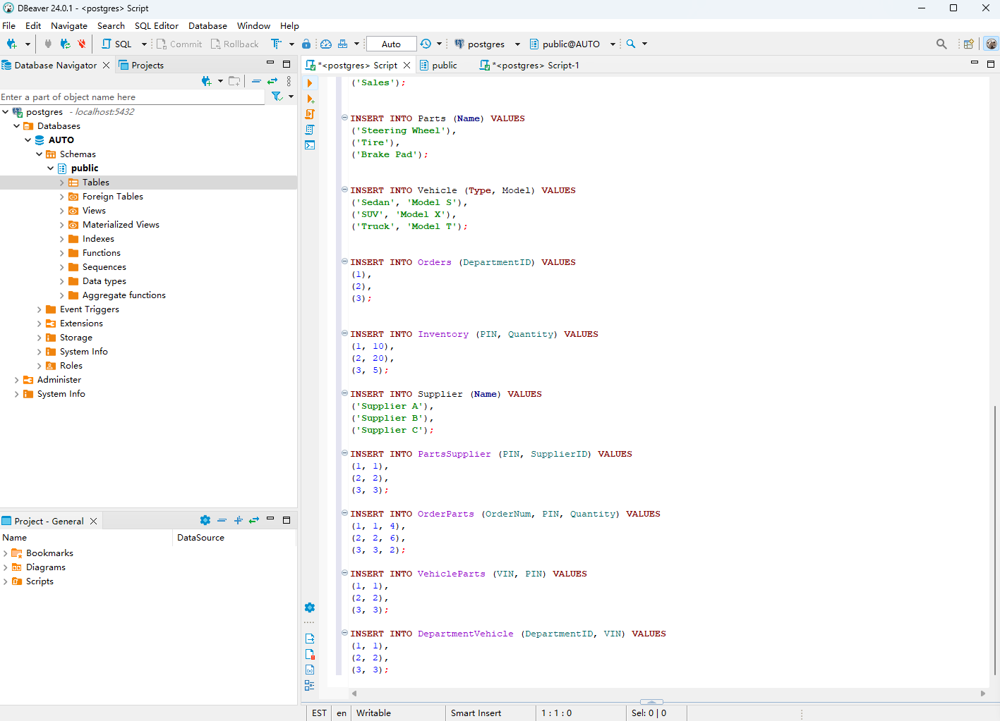 DBeaver 24.0.1 - <postgres> Script
File Edit Navigate Search SQL Editor Database Window Help
SQL Commit Rollback Auto postgres public@AUTO
Database Navigator Projects
Enter a part of object name here
postgres - localhost:5432
Databases
AUTO
Schemas
public
Tables
Foreign Tables
Views
Materialized Views
Indexes
Functions
Sequences
Data types
Aggregate functions
Event Triggers
Extensions
Storage
System Info
Roles
Administer
System Info
Project - General
Name DataSource
Bookmarks
Diagrams
Scripts
*<postgres> Script public *<postgres> Script-1
('Sales');
INSERT INTO Parts (Name) VALUES
('Steering Wheel'),
('Tire'),
('Brake Pad');
INSERT INTO Vehicle (Type, Model) VALUES
('Sedan', 'Model S'),
('SUV', 'Model X'),
('Truck', 'Model T');
INSERT INTO Orders (DepartmentID) VALUES
(1),
(2),
(3);
INSERT INTO Inventory (PIN, Quantity) VALUES
(1, 10),
(2, 20),
(3, 5);
INSERT INTO Supplier (Name) VALUES
('Supplier A'),
('Supplier B'),
('Supplier C');
INSERT INTO PartsSupplier (PIN, SupplierID) VALUES
(1, 1),
(2, 2),
(3, 3);
INSERT INTO OrderParts (OrderNum, PIN, Quantity) VALUES
(1, 1, 4),
(2, 2, 6),
(3, 3, 2);
INSERT INTO VehicleParts (VIN, PIN) VALUES
(1, 1),
(2, 2),
(3, 3);
INSERT INTO DepartmentVehicle (DepartmentID, VIN) VALUES
(1, 1),
(2, 2),
(3, 3);
EST en Writable Smart Insert 1 : 1 : 0 Sel: 0 | 0